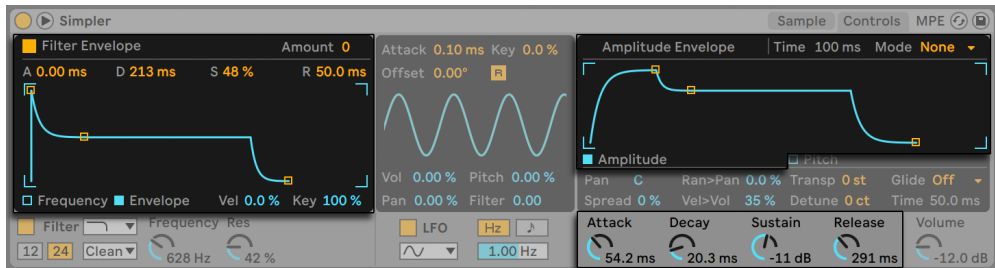 Simpler Sample Controls MPE
Filter Envelope Amount 0
A 0.00 ms D 213 ms S 48 % R 50.0 ms
Frequency Envelope Vel 0.0 % Key 100 %
Filter Frequency Res
12 24 Clean 628 Hz 42 %
Attack 0.10 ms Key 0.0 %
Offset 0.00° R
Vol 0.00 % Pitch 0.00 %
Pan 0.00 % Filter 0.00
LFO Hz ♪
1.00 Hz
Amplitude Envelope Time 100 ms Mode None
Amplitude Pitch
Pan C Ran>Pan 0.0 % Transp 0 st Glide Off
Spread 0 % Vel>Vol 35 % Detune 0 ct Time 50.0 ms
Attack Decay Sustain Release Volume
54.2 ms 20.3 ms -11 dB 291 ms -12.0 dB